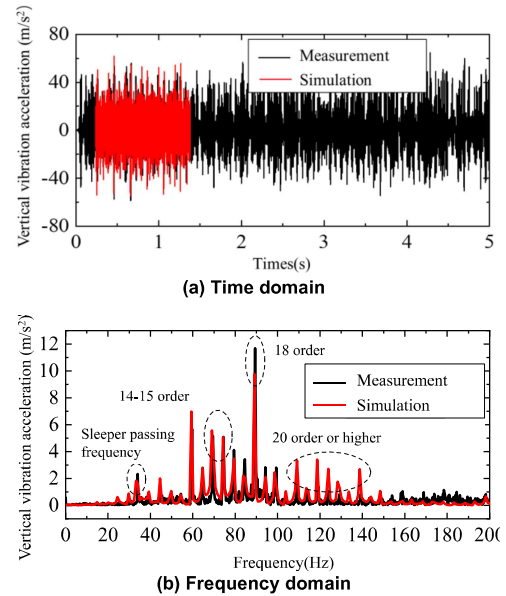 Vertical vibration acceleration (m/s²)
80
40
0
-40
-80
Measurement
Simulation
0 1 2 3 4 5
Times(s)
(a) Time domain
Vertical vibration acceleration (m/s²)
12
10
8
6
4
2
0
18 order
14-15 order
Measurement
Simulation
Sleeper passing
frequency
20 order or higher
0 20 40 60 80 100 120 140 160 180 200
Frequency(Hz)
(b) Frequency domain